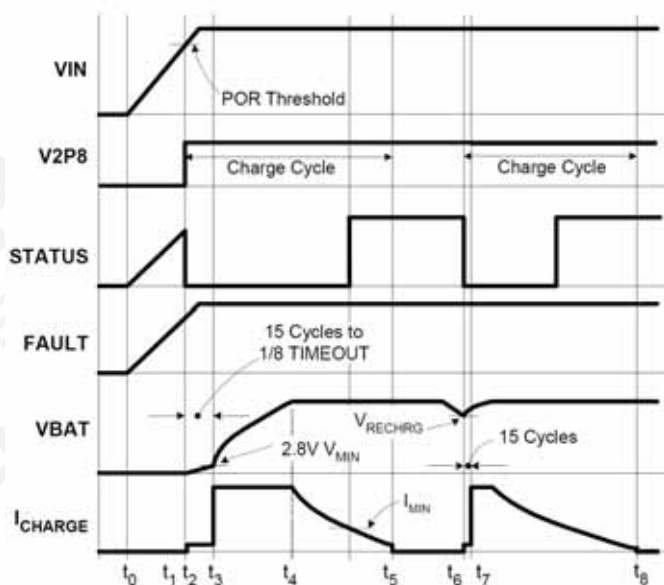 VIN
POR Threshold
V2P8
Charge Cycle
Charge Cycle
STATUS
FAULT
15 Cycles to
1/8 TIMEOUT
VBAT
VRECHRG
2.8V VMIN
15 Cycles
ICHARGE
IMIN
t0 t1 t2 t3 t4 t5 t6 t7 t8